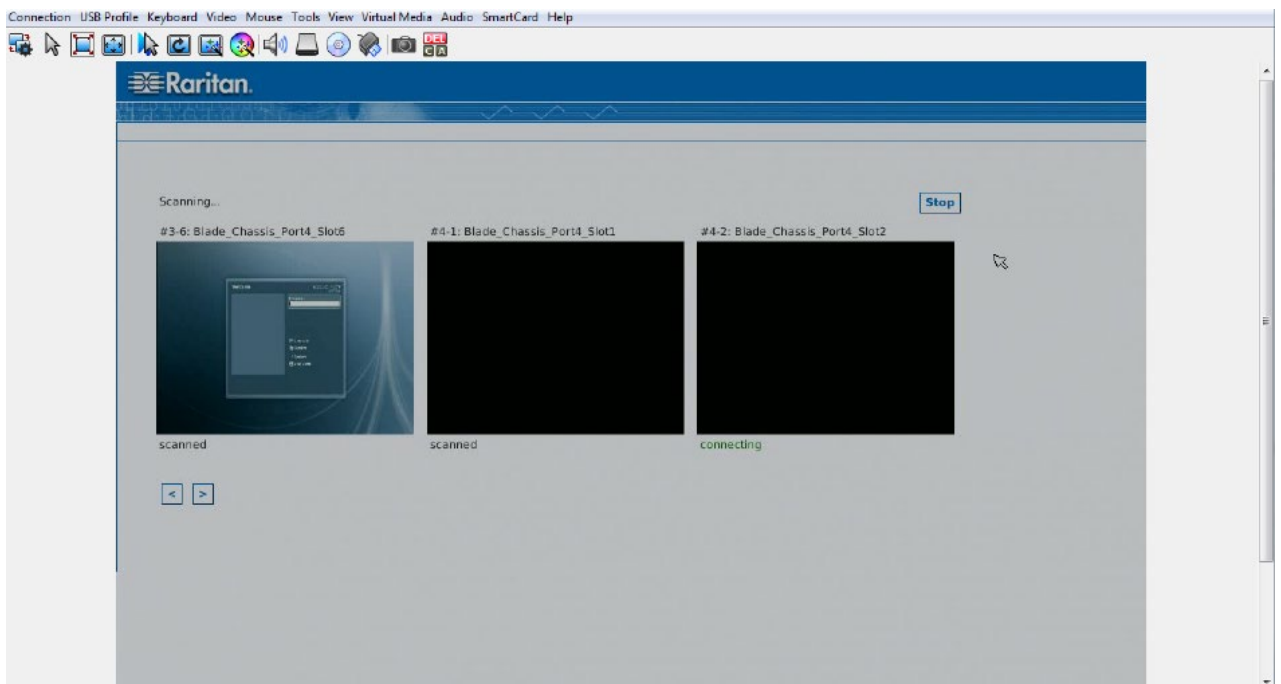 Connection USB Profile Keyboard Video Mouse Tools View Virtual Media Audio SmartCard Help
DEL
C A
Raritan.
Scanning...
Stop
#3-6: Blade_Chassis_Port4_Slot6
#4-1: Blade_Chassis_Port4_Slot1
#4-2: Blade_Chassis_Port4_Slot2
scanned
scanned
connecting
< >